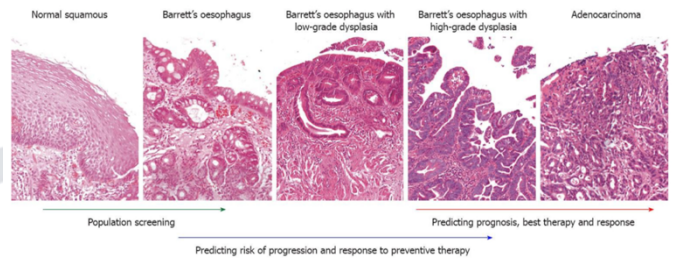 Normal squamous
Barrett's oesophagus
Barrett's oesophagus with
low-grade dysplasia
Barrett's oesophagus with
high-grade dysplasia
Adenocarcinoma
Population screening
Predicting prognosis, best therapy and response
Predicting risk of progression and response to preventive therapy